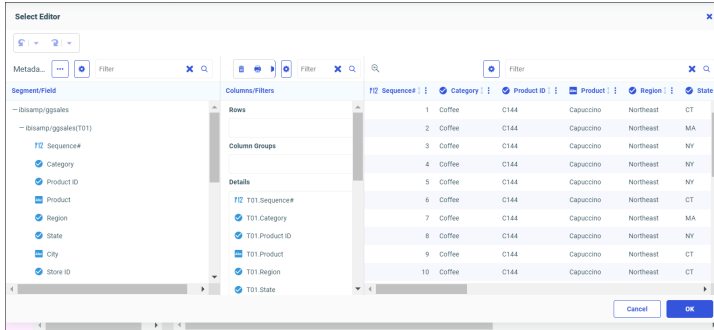 Select Editor
Metada... Filter Filter Filter
Segment/Field
ibisamp/ggsales
ibisamp/ggsales(T01)
Sequence#
Category
Product ID
abc Product
Region
State
abc City
Store ID
Columns/Filters
Rows
Column Groups
Details
T01.Sequence#
T01.Category
T01.Product ID
abc T01.Product
T01.Region
T01.State
Sequence# Category Product ID abc Product Region State
1 Coffee C144 Capuccino Northeast CT
2 Coffee C144 Capuccino Northeast MA
3 Coffee C144 Capuccino Northeast NY
4 Coffee C144 Capuccino Northeast NY
5 Coffee C144 Capuccino Northeast NY
6 Coffee C144 Capuccino Northeast CT
7 Coffee C144 Capuccino Northeast MA
8 Coffee C144 Capuccino Northeast NY
9 Coffee C144 Capuccino Northeast CT
10 Coffee C144 Capuccino Northeast CT
Cancel OK